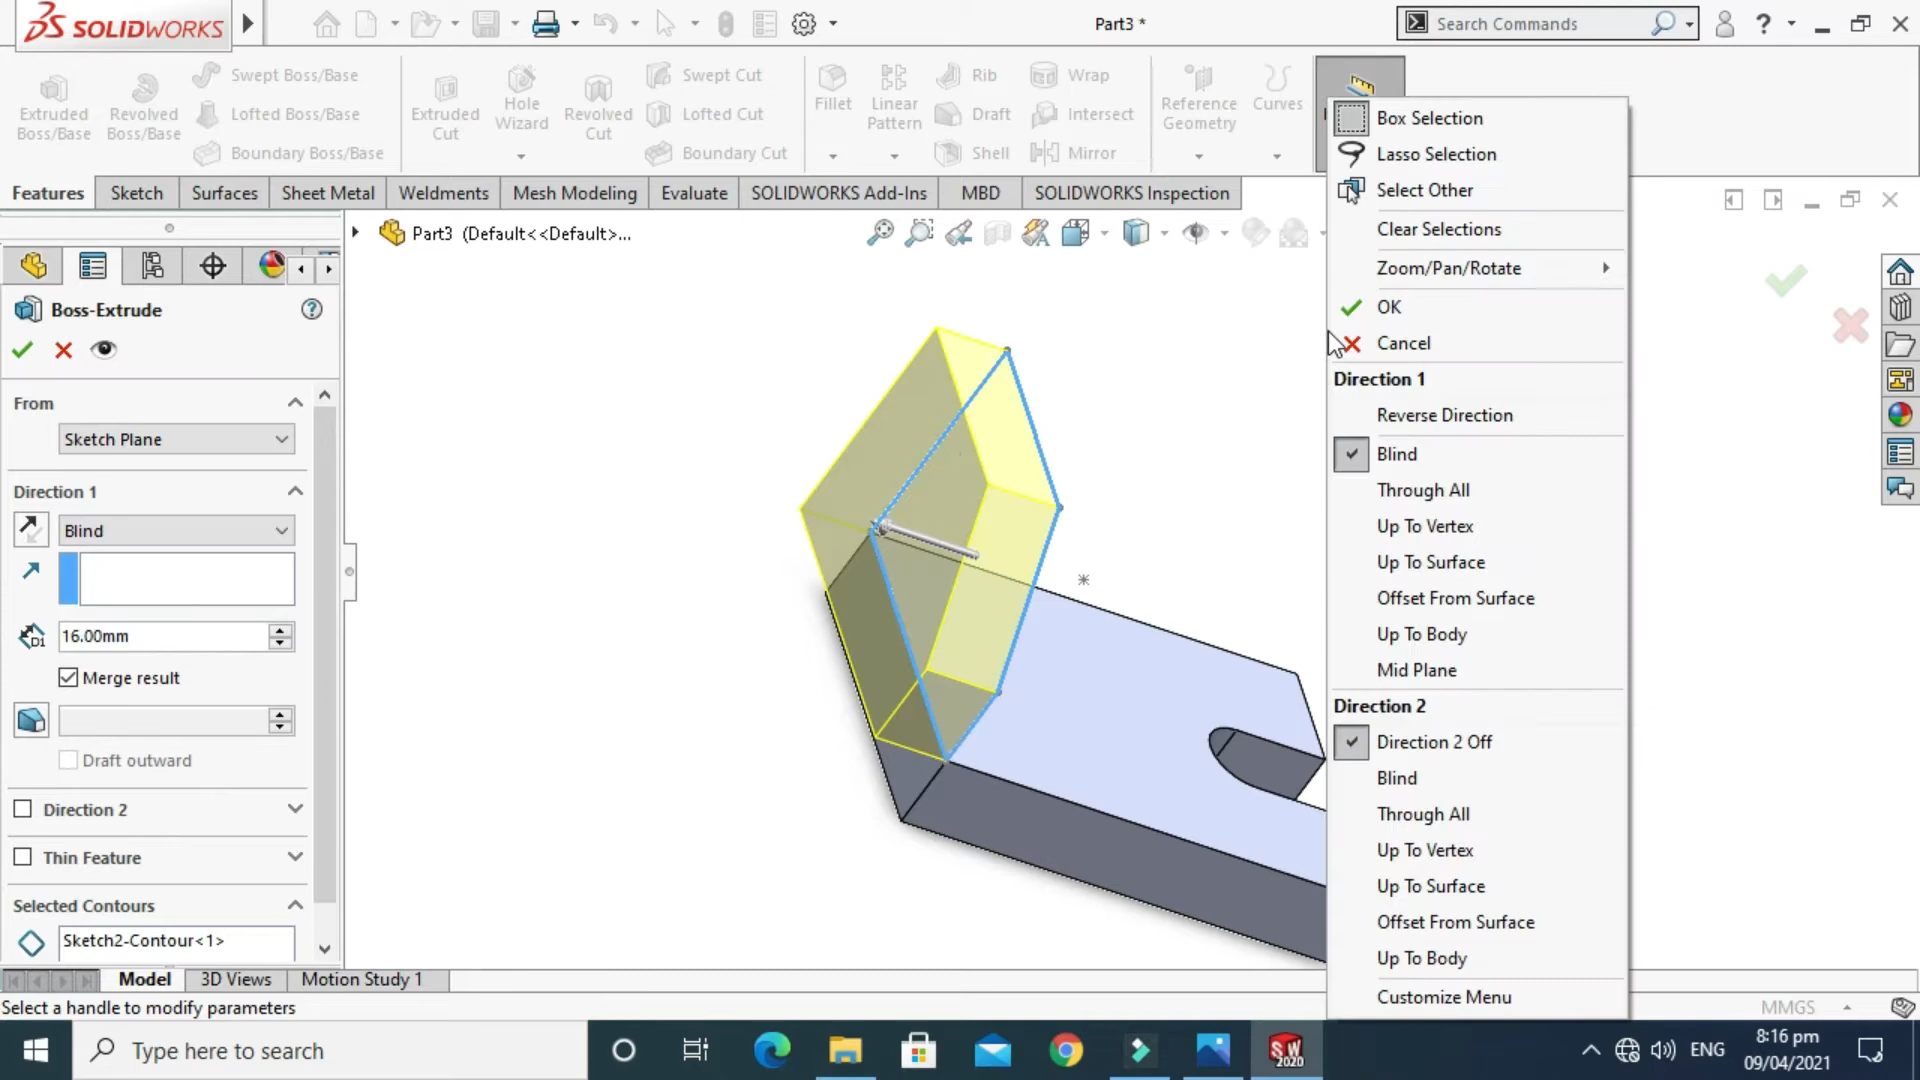 SOLIDWORKS
Part3 *
Search Commands
Extruded Boss/Base
Revolved Boss/Base
Swept Boss/Base
Lofted Boss/Base
Boundary Boss/Base
Extruded Cut
Hole Wizard
Revolved Cut
Swept Cut
Lofted Cut
Boundary Cut
Fillet
Linear Pattern
Rib
Draft
Shell
Wrap
Intersect
Mirror
Reference Geometry
Curves
Features
Sketch
Surfaces
Sheet Metal
Weldments
Mesh Modeling
Evaluate
SOLIDWORKS Add-Ins
MBD
SOLIDWORKS Inspection
Part3 (Default<<Default>...
Boss-Extrude
From
Sketch Plane
Direction 1
Blind
D1
16.00mm
Merge result
Draft outward
Direction 2
Thin Feature
Selected Contours
Sketch2-Contour<1>
Box Selection
Lasso Selection
Select Other
Clear Selections
Zoom/Pan/Rotate
OK
Cancel
Direction 1
Reverse Direction
Blind
Through All
Up To Vertex
Up To Surface
Offset From Surface
Up To Body
Mid Plane
Direction 2
Direction 2 Off
Blind
Through All
Up To Vertex
Up To Surface
Offset From Surface
Up To Body
Customize Menu
Model
3D Views
Motion Study 1
Select a handle to modify parameters
MMGS
Type here to search
SW
2020
ENG
8:16 pm
09/04/2021